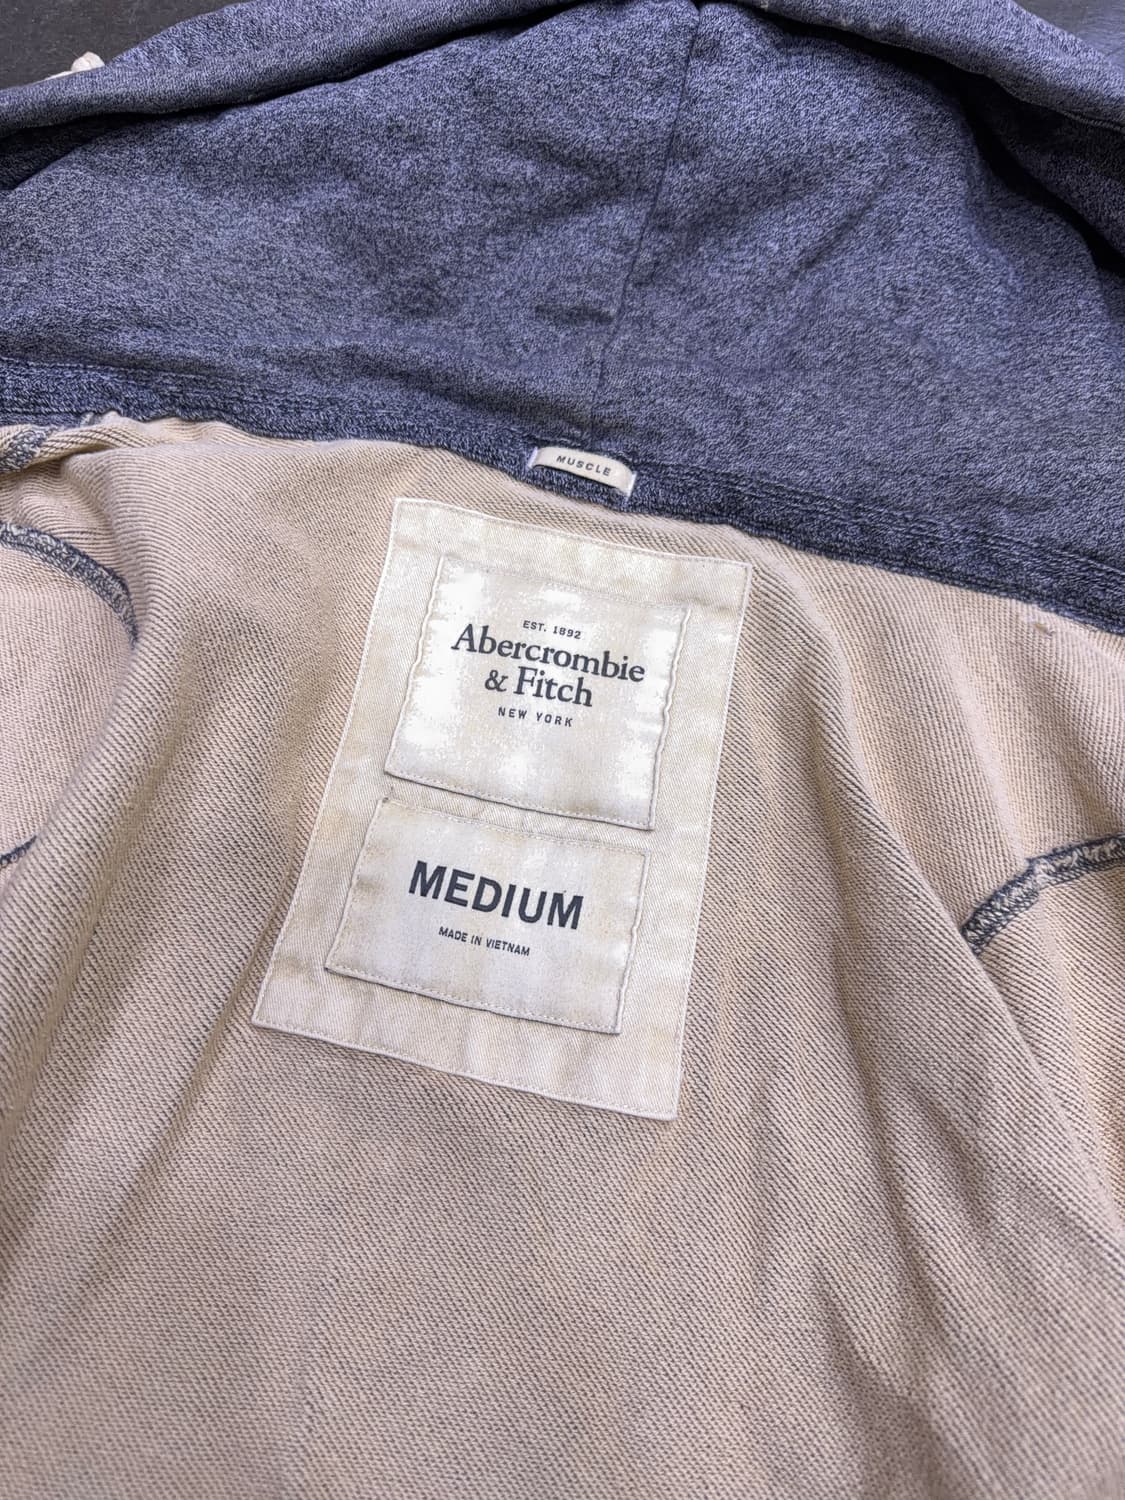 MUSCLE
EST. 1892
Abercrombie
& Fitch
NEW YORK
MEDIUM
MADE IN VIETNAM